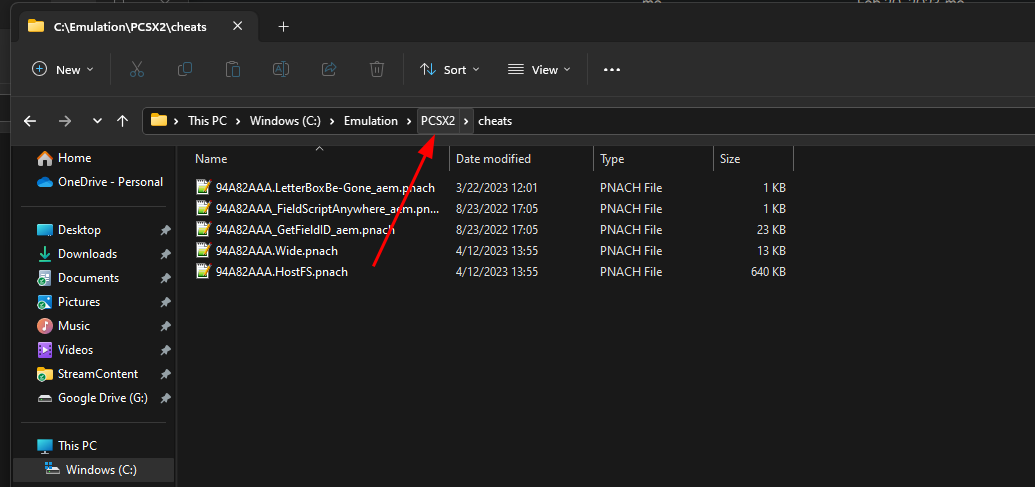 C:\Emulation\PCSX2\cheats
New Sort View
This PC Windows (C:) Emulation PCSX2 cheats
Name Date modified Type Size
Home
OneDrive - Personal
94A82AAA.LetterBoxBe-Gone_aem.pnach 3/22/2023 12:01 PNACH File 1 KB
94A82AAA_FieldScriptAnywhere_aem.pn... 8/23/2022 17:05 PNACH File 1 KB
94A82AAA_GetFieldID_aem.pnach 8/23/2022 17:05 PNACH File 23 KB
94A82AAA.Wide.pnach 4/12/2023 13:55 PNACH File 13 KB
94A82AAA.HostFS.pnach 4/12/2023 13:55 PNACH File 640 KB
Desktop
Downloads
Documents
Pictures
Music
Videos
StreamContent
Google Drive (G:)
This PC
Windows (C:)